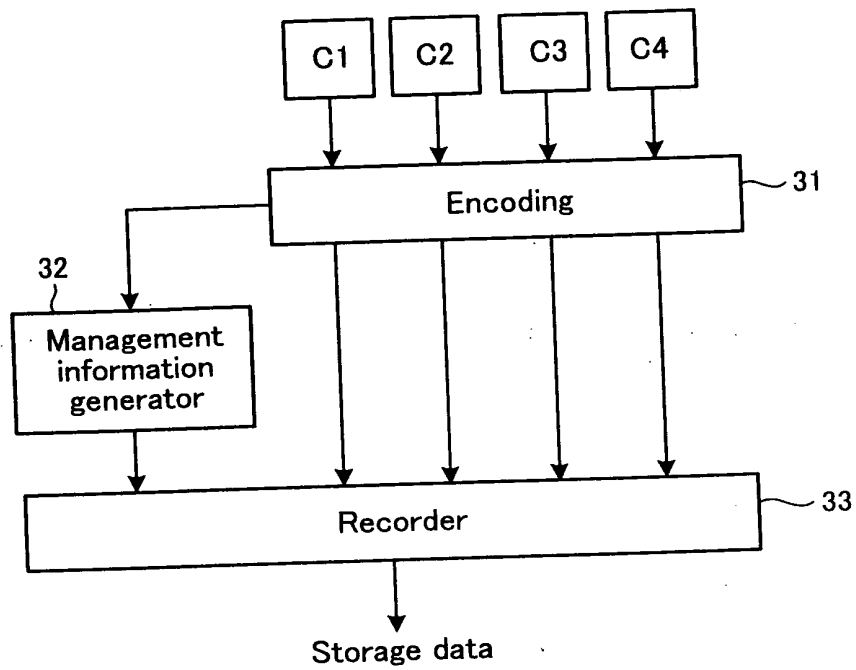 C1 C2 C3 C4
Encoding
31
32
Management
information
generator
Recorder
33
Storage data